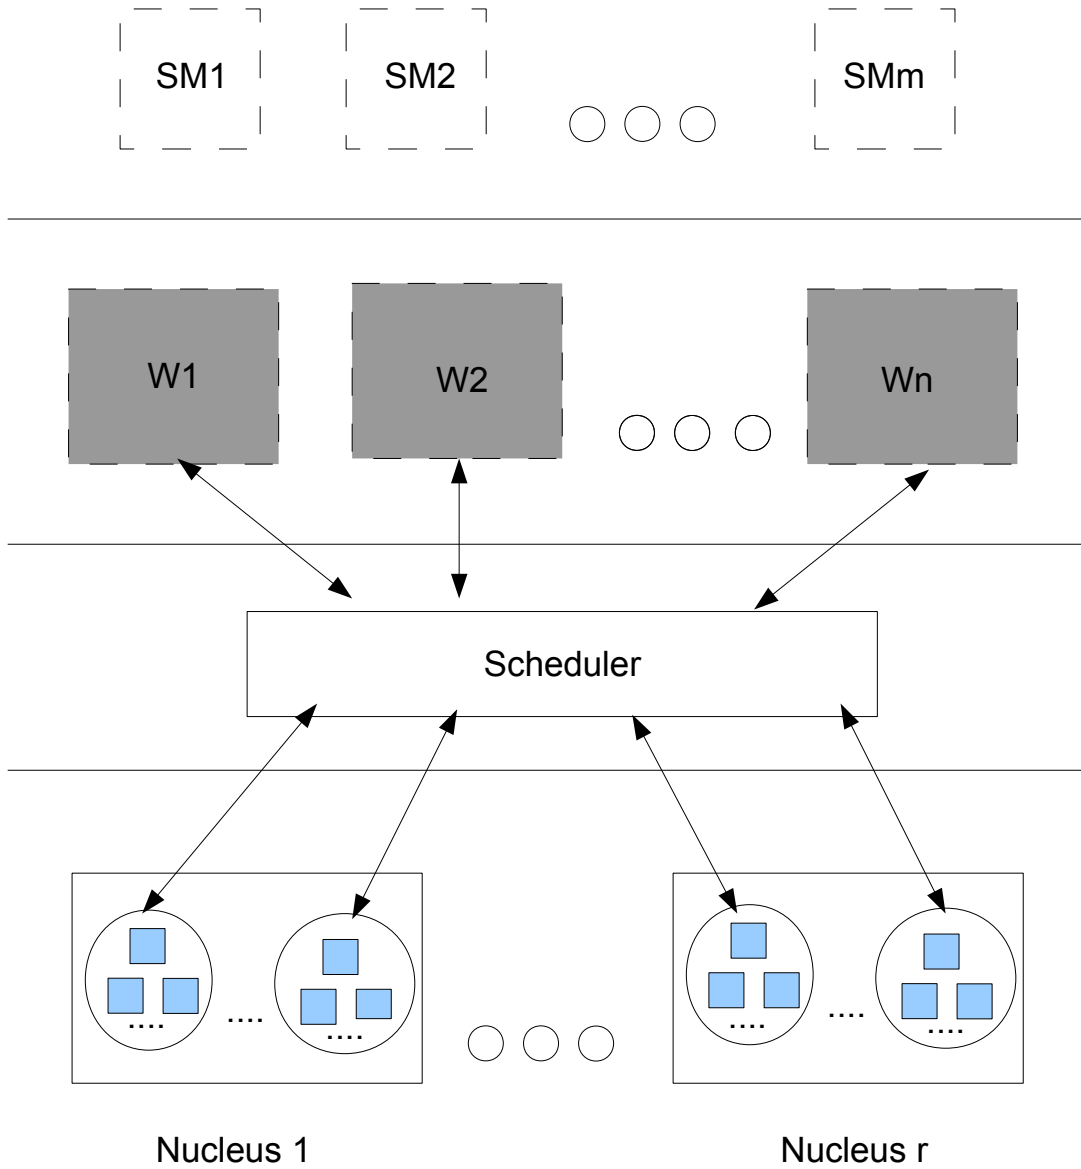 SM1 SM2 SMm
W1 W2 Wn
Scheduler
.... .... .... .... .... ....
Nucleus 1 Nucleus r